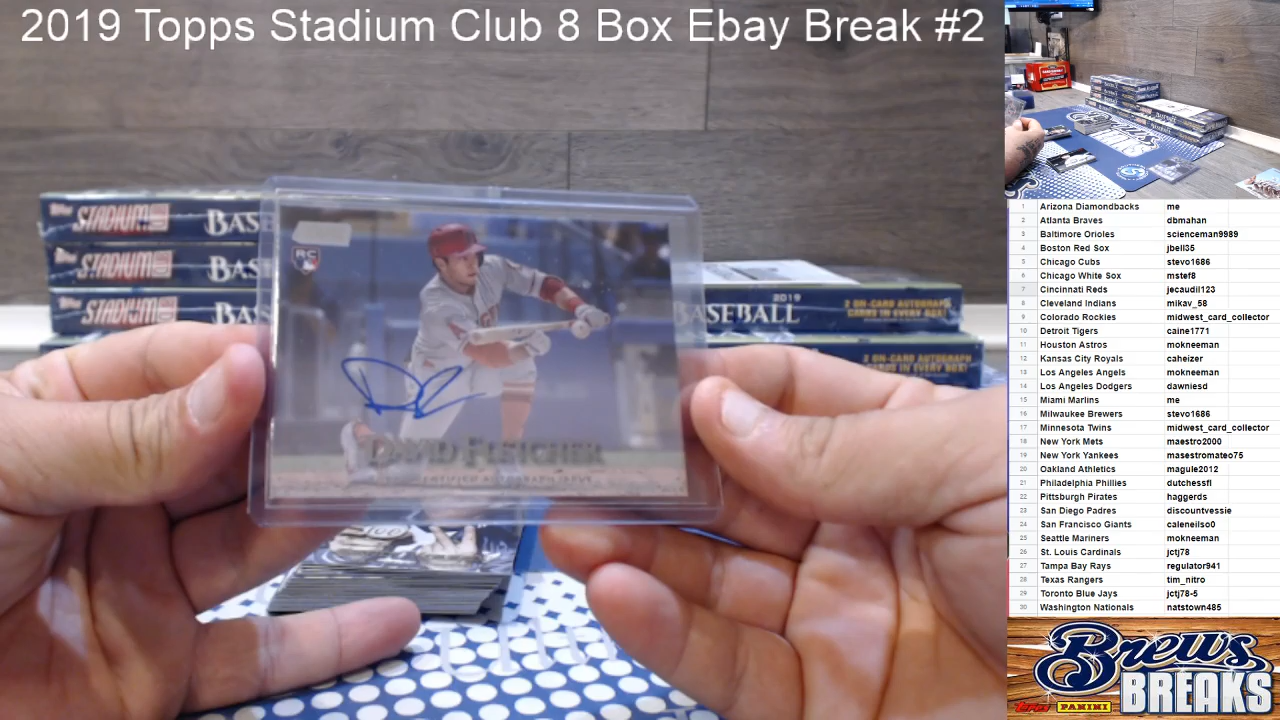 2019 Topps Stadium Club 8 Box Ebay Break #2
Topps STADIUM BAS
STADIUM BAS
Topps STADIUM BAS
RC
2019
BASEBALL
2 ON-CARD AUTOGRAPH
CARDS IN EVERY BOX!
2 ON-CARD AUTOGRAPH
CARDS IN EVERY BOX!
1 Arizona Diamondbacks me
2 Atlanta Braves dbmahan
3 Baltimore Orioles scienceman9989
4 Boston Red Sox jbell35
5 Chicago Cubs stevo1686
6 Chicago White Sox mstef8
7 Cincinnati Reds jecaudil123
8 Cleveland Indians mikav_58
9 Colorado Rockies midwest_card_collector
10 Detroit Tigers caine1771
11 Houston Astros mokneeman
12 Kansas City Royals caheizer
13 Los Angeles Angels mokneeman
14 Los Angeles Dodgers dawniesd
15 Miami Marlins me
16 Milwaukee Brewers stevo1686
17 Minnesota Twins midwest_card_collector
18 New York Mets maestro2000
19 New York Yankees masestromateo75
20 Oakland Athletics magule2012
21 Philadelphia Phillies dutchessfl
22 Pittsburgh Pirates haggerds
23 San Diego Padres discountvessie
24 San Francisco Giants caleneilso0
25 Seattle Mariners mokneeman
26 St. Louis Cardinals jctj78
27 Tampa Bay Rays regulator941
28 Texas Rangers tim_nitro
29 Toronto Blue Jays jctj78-5
30 Washington Nationals natstown485
Brews
BREAKS
Topps PANINI